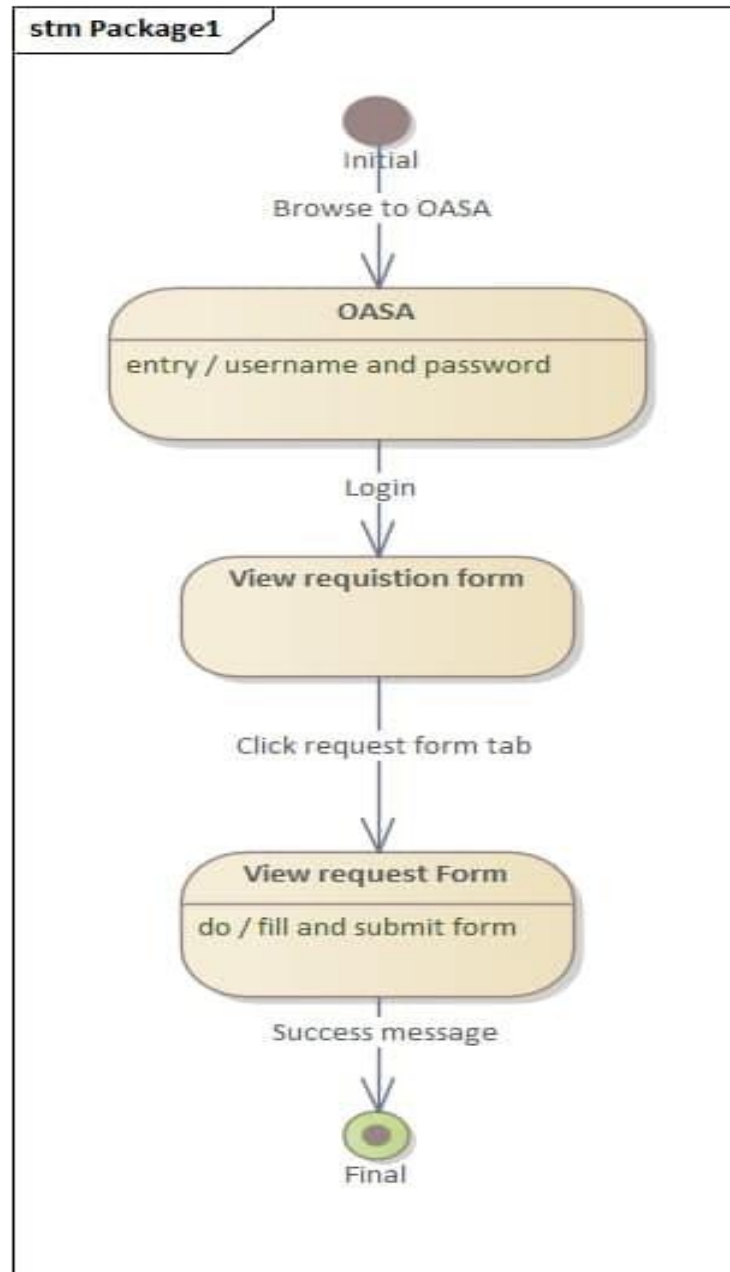 stm Package1
Initial
Browse to OASA
OASA
entry / username and password
Login
View requistion form
Click request form tab
View request Form
do / fill and submit form
Success message
Final